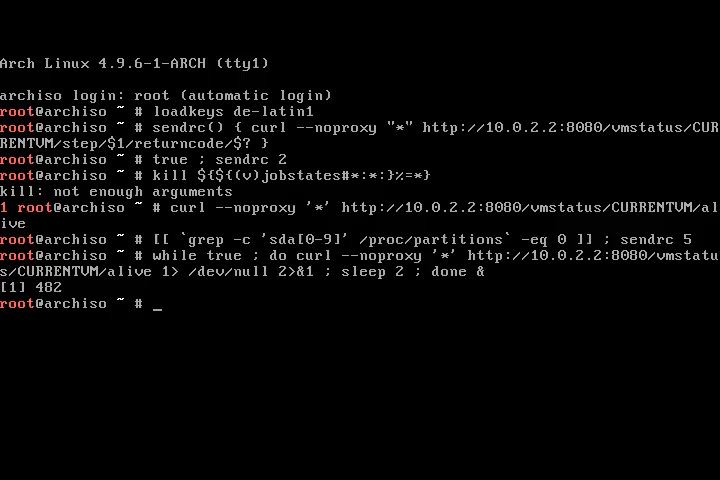 Arch Linux 4.9.6-1-ARCH (tty1)
archiso login: root (automatic login)
root@archiso ~ # loadkeys de-latin1
root@archiso ~ # sendrc() { curl --noproxy "*" http://10.0.2.2:8080/vmstatus/CUR
RENTVM/step/$1/returncode/$? }
root@archiso ~ # true ; sendrc 2
root@archiso ~ # kill ${${(v)jobstates#*:*:}%=*}
kill: not enough arguments
1 root@archiso ~ # curl --noproxy '*' http://10.0.2.2:8080/vmstatus/CURRENTVM/al
ive
root@archiso ~ # [[ `grep -c 'sda[0-9]' /proc/partitions` -eq 0 ]] ; sendrc 5
root@archiso ~ # while true ; do curl --noproxy '*' http://10.0.2.2:8080/vmstatu
s/CURRENTVM/alive 1> /dev/null 2>&1 ; sleep 2 ; done &
[1] 482
root@archiso ~ # _